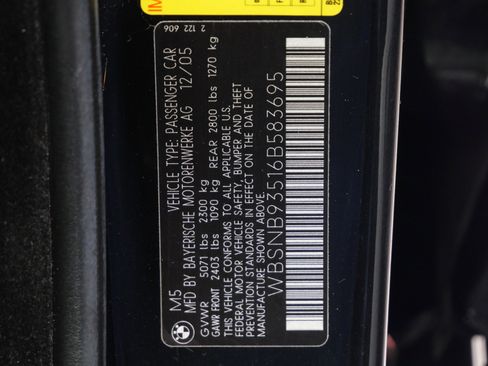 2 122 606
M5 VEHICLE TYPE: PASSENGER CAR
MFD BY BAYERISCHE MOTORENWERKE AG 12/05
GVWR 5071 lbs 2300 kg
GAWR FRONT 2403 lbs 1090 kg REAR 2800 lbs 1270 kg
THIS VEHICLE CONFORMS TO ALL APPLICABLE U.S.
FEDERAL MOTOR VEHICLE SAFETY, BUMPER AND THEFT
PREVENTION STANDARDS IN EFFECT ON THE DATE OF
MANUFACTURE SHOWN ABOVE.
WBSNB93516B583695